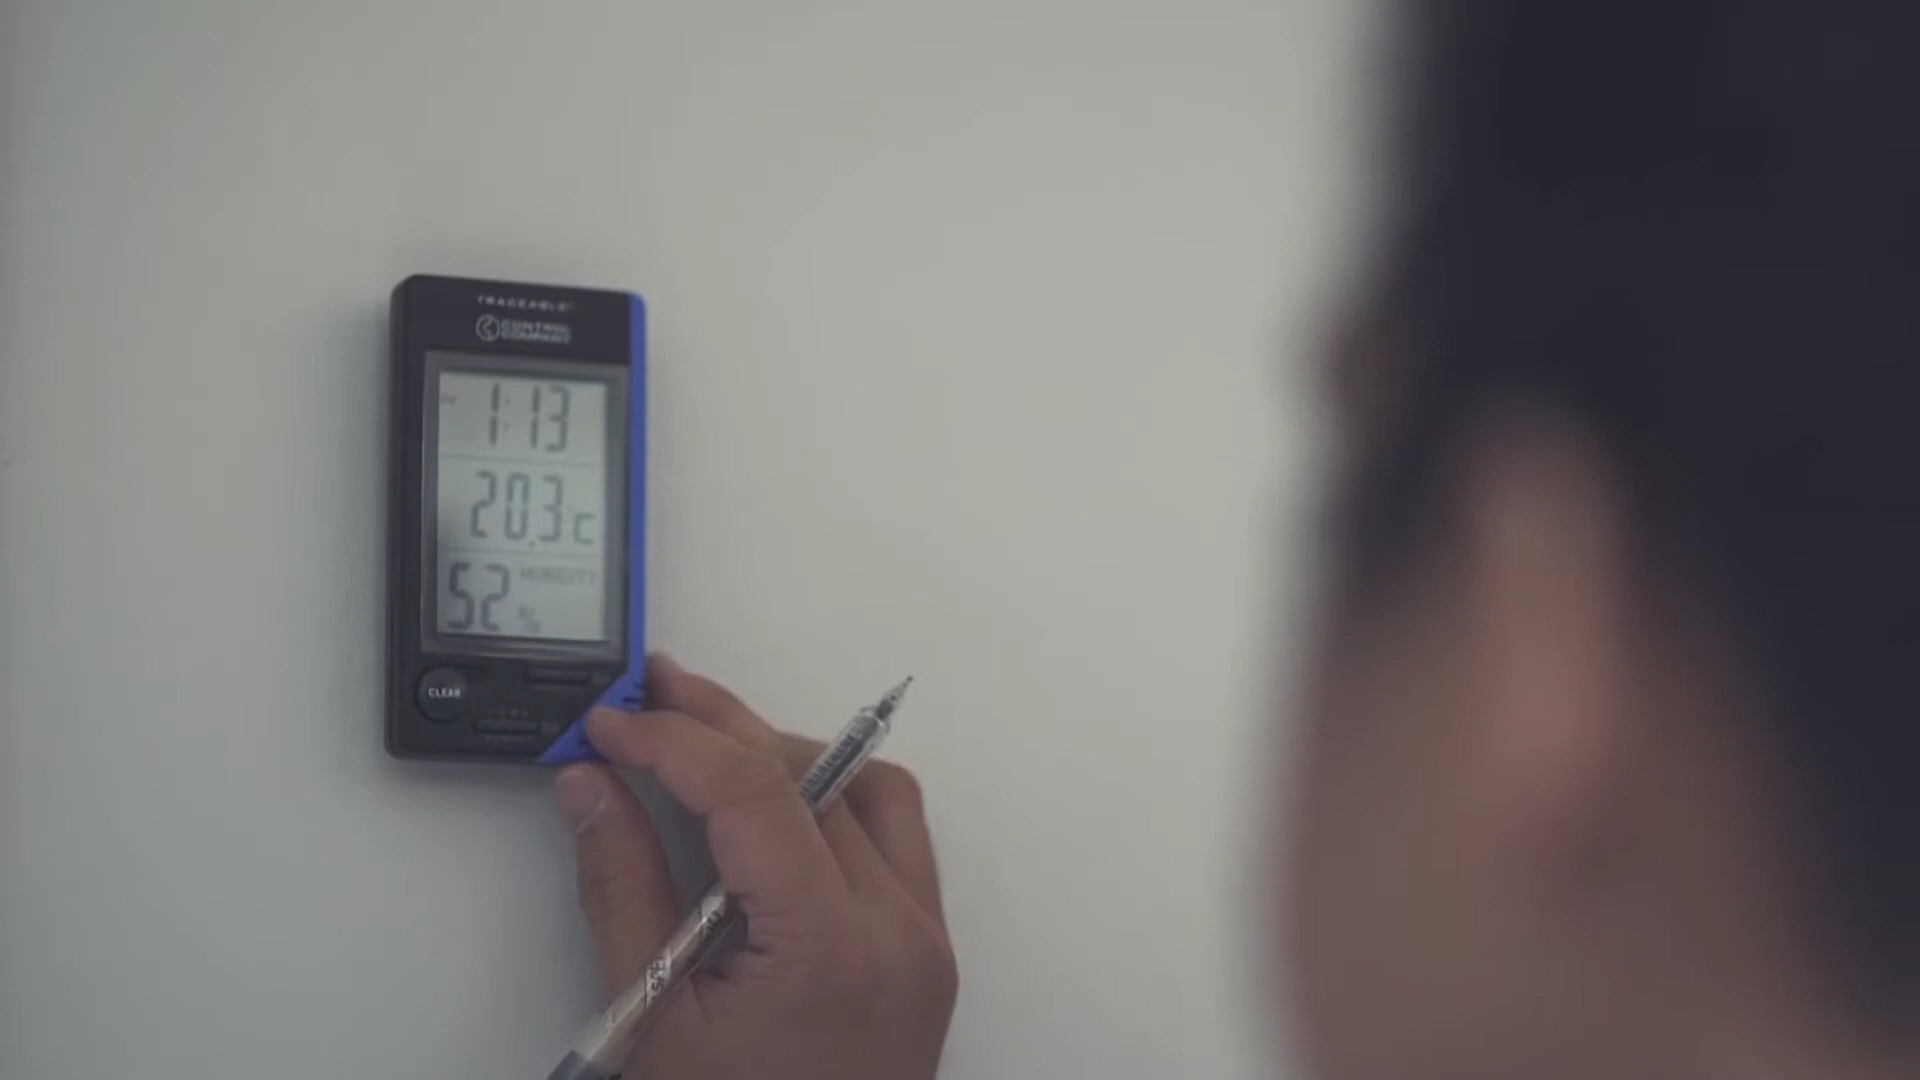 TRACEABLE
CONTROL
COMPANY
1:13
20.3°C
HUMIDITY
52 %
CLEAR